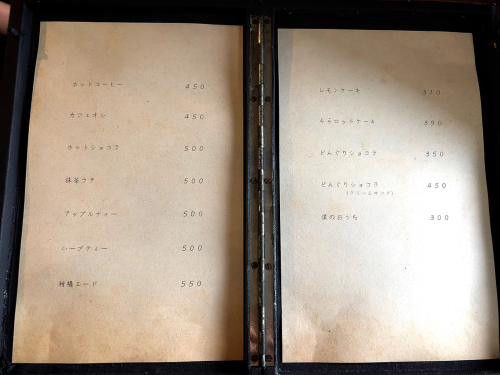 ホットコーヒー 450
カフェオレ 450
ホットショコラ 500
抹茶ラテ 500
アップルティー 500
ハーブティー 500
柑橘エード 550
レモンケーキ 310
キャロットケーキ 390
どんぐりショコラ 350
どんぐりショコラ 450
(クリームサンド)
僕のおうち 300